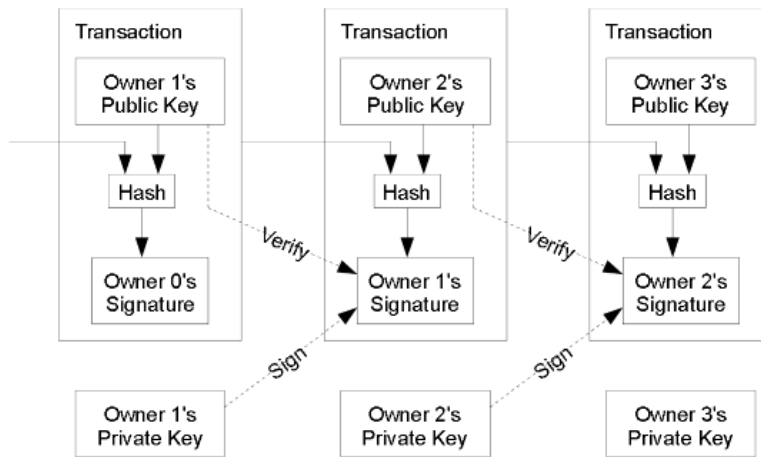 Transaction
Transaction
Transaction
Owner 1's
Public Key
Owner 2's
Public Key
Owner 3's
Public Key
Hash
Hash
Hash
Verify
Verify
Owner 0's
Signature
Owner 1's
Signature
Owner 2's
Signature
Sign
Sign
Owner 1's
Private Key
Owner 2's
Private Key
Owner 3's
Private Key